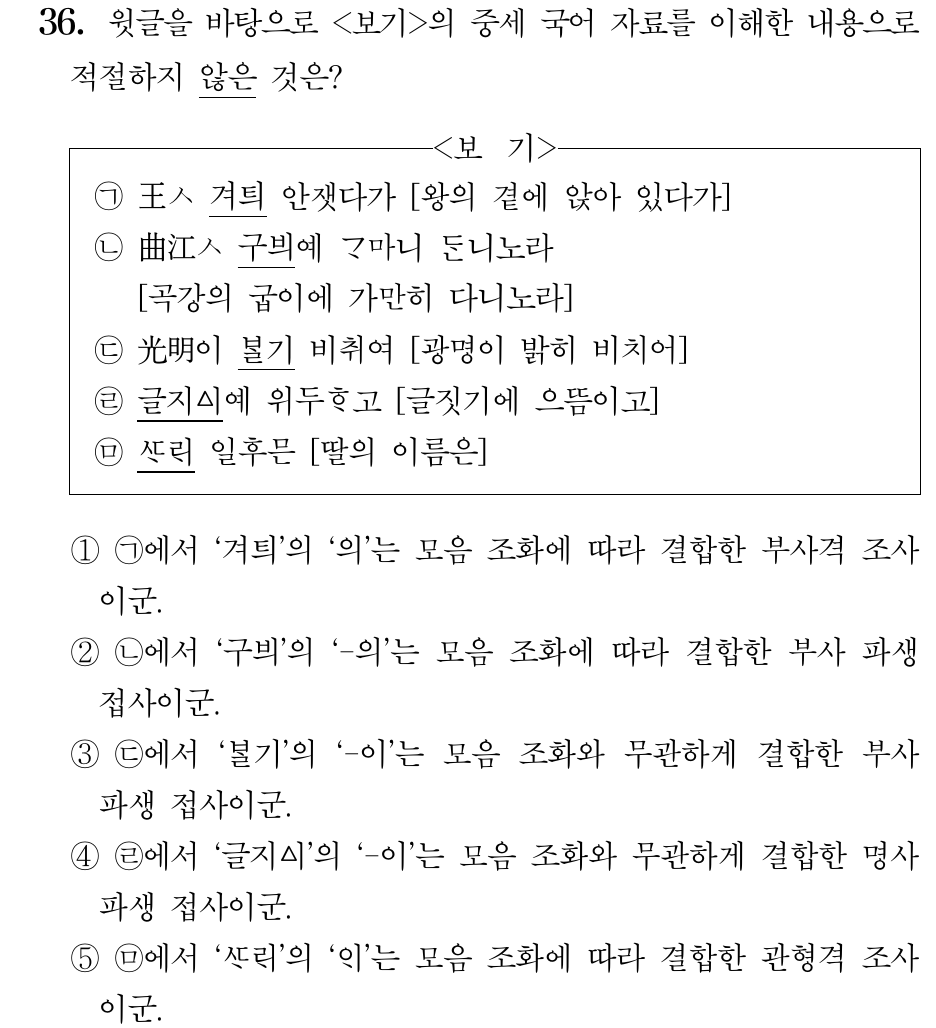 36. 윗글을 바탕으로 <보기>의 중세 국어 자료를 이해한 내용으로
적절하지 않은 것은?
<보 기>
㉠ 王ㅅ 겨틔 안잿다가 [왕의 곁에 앉아 있다가]
㉡ 曲江ㅅ 구븨예 ᄀᆞ마니 ᄃᆞᆫ니노라
[곡강의 굽이에 가만히 다니노라]
㉢ 光明이 ᄇᆞᆯ기 비취여 [광명이 밝히 비치어]
㉣ 글지ᅀᅵ예 위두ᄒᆞ고 [글짓기에 으뜸이고]
㉤ ᄯᆞ릐 일후믄 [딸의 이름은]
① ㉠에서 ‘겨틔’의 ‘의’는 모음 조화에 따라 결합한 부사격 조사
이군.
② ㉡에서 ‘구븨’의 ‘-의’는 모음 조화에 따라 결합한 부사 파생
접사이군.
③ ㉢에서 ‘ᄇᆞᆯ기’의 ‘-이’는 모음 조화와 무관하게 결합한 부사
파생 접사이군.
④ ㉣에서 ‘글지ᅀᅵ’의 ‘-이’는 모음 조화와 무관하게 결합한 명사
파생 접사이군.
⑤ ㉤에서 ‘ᄯᆞᄅᆡ’의 ‘ᄋᆡ’는 모음 조화에 따라 결합한 관형격 조사
이군.